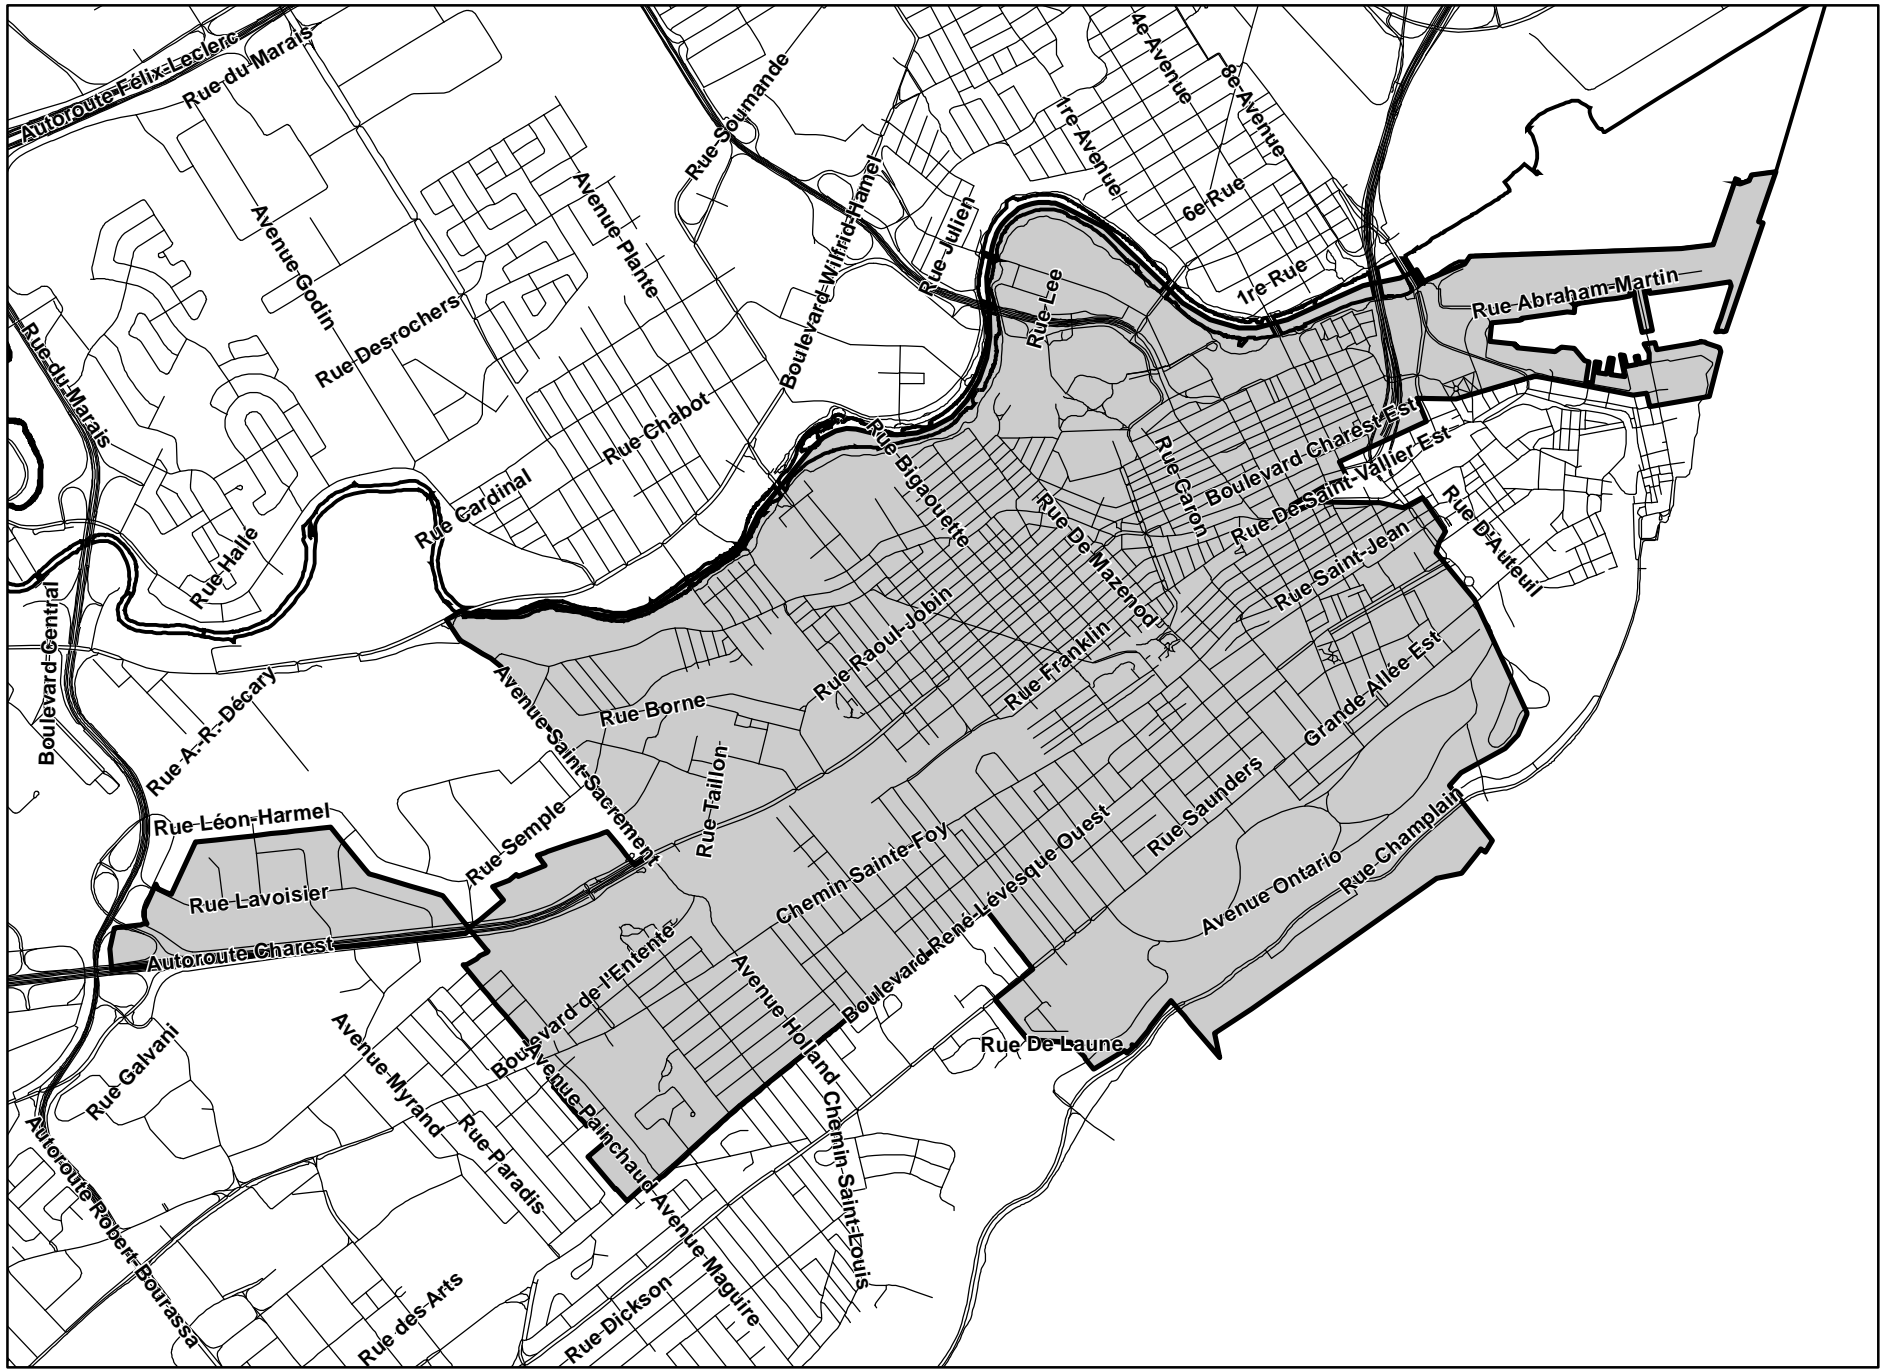 Autoroute Félix-Leclerc
Rue du Marais
4e Avenue
8e Avenue
Rue Soumande
1re Avenue
6e Rue
Avenue Godin
Avenue Plante
Boulevard Wilfrid-Hamel
Rue Julien
Rue Lee
1re Rue
Rue Abraham-Martin
Rue du Marais
Rue Desrochers
Rue Chabot
Rue Bigaouette
Rue Caron
Boulevard Charest Est
Rue De Saint-Vallier Est
Rue Cardinal
Rue De Mazenod
Rue D'Auteuil
Rue Hallé
Rue Saint-Jean
Boulevard Central
Rue Raoul-Jobin
Rue Franklin
Rue A.-R.-Décary
Avenue Saint-Sacrement
Rue Borne
Grande Allée Est
Rue Léon-Harmel
Rue Semple
Rue Taillon
Rue Saunders
Rue Champlain
Rue Lavoisier
Chemin Sainte-Foy
Boulevard René-Lévesque Ouest
Avenue Ontario
Autoroute Charest
Boulevard de l'Entente
Avenue Holland
Rue De Laune
Rue Galvani
Avenue Myrand
Avenue Painchaud
Chemin Saint-Louis
Rue Paradis
Autoroute Robert-Bourassa
Avenue Maguire
Rue des Arts
Rue Dickson